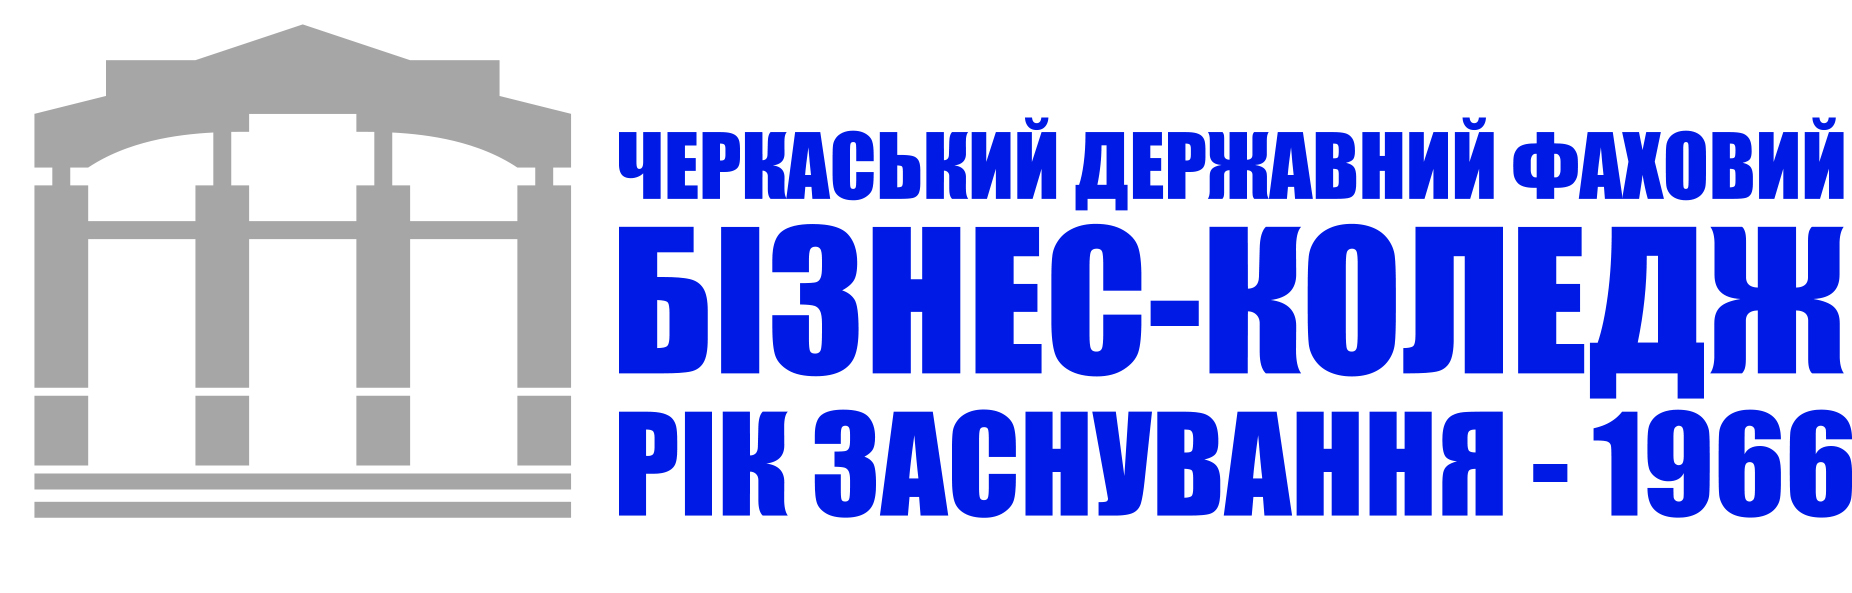 ЧЕРКАСЬКИЙ ДЕРЖАВНИЙ ФАХОВИЙ
БІЗНЕС-КОЛЕДЖ
РІК ЗАСНУВАННЯ - 1966